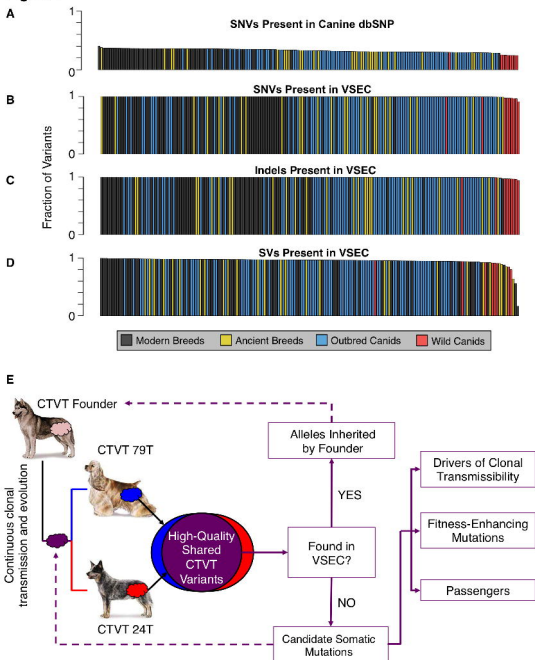 A
SNVs Present in Canine dbSNP
1
0
B
SNVs Present in VSEC
1
0
Fraction of Variants
C
Indels Present in VSEC
1
0
D
SVs Present in VSEC
1
0
Modern Breeds
Ancient Breeds
Outbred Canids
Wild Canids
E
CTVT Founder
Continuous clonal
transmission and evolution
CTVT 79T
CTVT 24T
High-Quality
Shared
CTVT
Variants
Alleles Inherited
by Founder
YES
Found in
VSEC?
NO
Candidate Somatic
Mutations
Drivers of Clonal
Transmissibility
Fitness-Enhancing
Mutations
Passengers